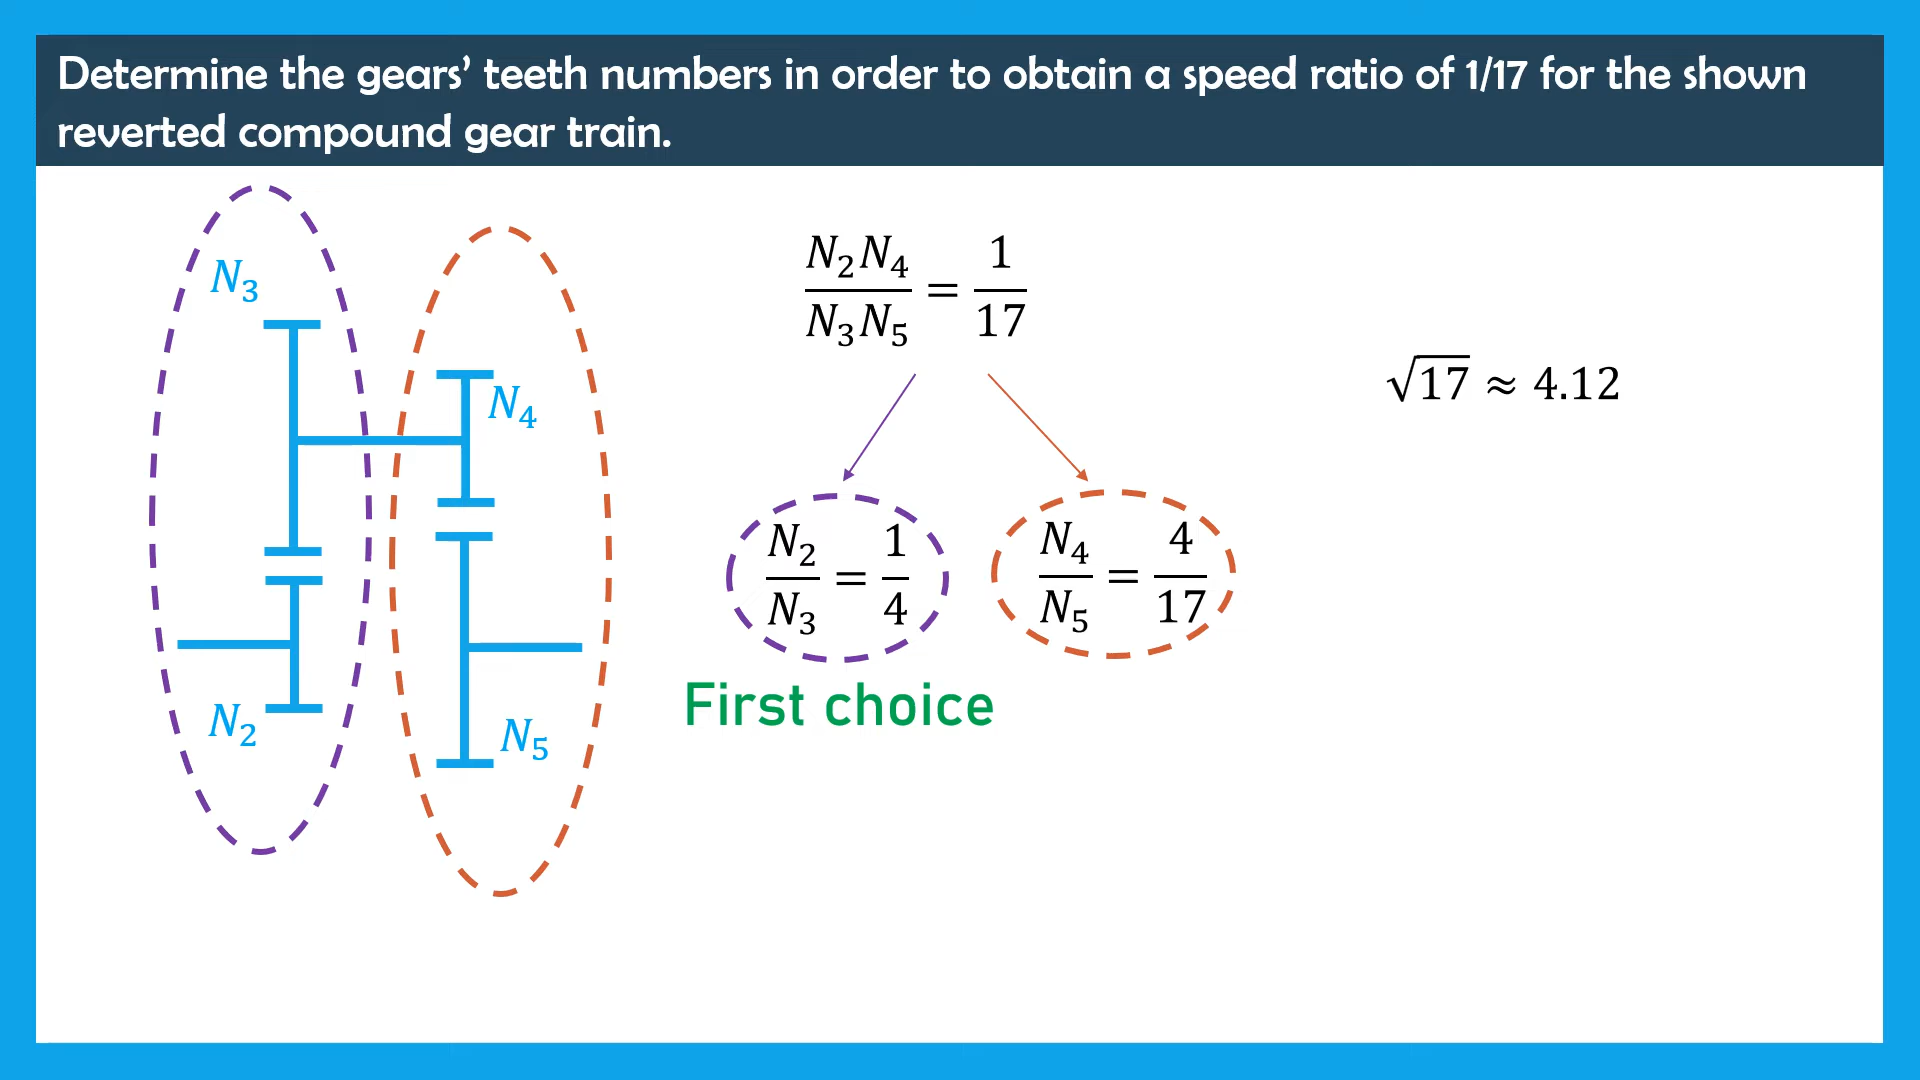 Determine the gears’ teeth numbers in order to obtain a speed ratio of 1/17 for the shown
reverted compound gear train.
N₃
N₄
N₂
N₅
N₂N₄/N₃N₅ = 1/17
√17 ≈ 4.12
N₂/N₃ = 1/4
N₄/N₅ = 4/17
First choice